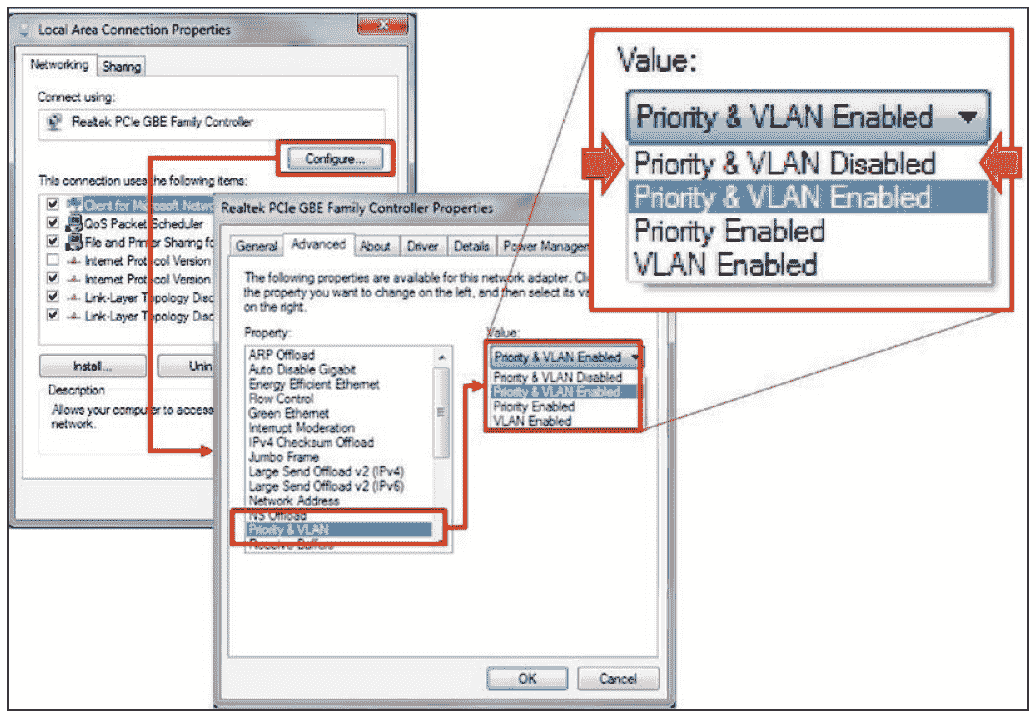 Local Area Connection Properties
Networking
Sharing
Connect using:
Realtek PCIe GBE Family Controller
Configure...
This connection uses the following items:
Client for Microsoft Netwo
QoS Packet Scheduler
File and Printer Sharing fo
Internet Protocol Version
Internet Protocol Version
Link-Layer Topology Disc
Link-Layer Topology Disc
Install...
Unin
Description
Allows your computer to access
network.
Realtek PCIe GBE Family Controller Properties
General
Advanced
About
Driver
Details
Power Managem
The following properties are available for this network adapter. Clic
the property you want to change on the left, and then select its va
on the right.
Property:
ARP Offload
Auto Disable Gigabit
Energy Efficient Ethernet
Flow Control
Green Ethernet
Interrupt Moderation
IPv4 Checksum Offload
Jumbo Frame
Large Send Offload v2 (IPv4)
Large Send Offload v2 (IPv6)
Network Address
NS Offload
Priority & VLAN
Receive Buffers
Value:
Priority & VLAN Enabled
Priority & VLAN Disabled
Priority & VLAN Enabled
Priority Enabled
VLAN Enabled
OK
Cancel
Value:
Priority & VLAN Enabled
Priority & VLAN Disabled
Priority & VLAN Enabled
Priority Enabled
VLAN Enabled